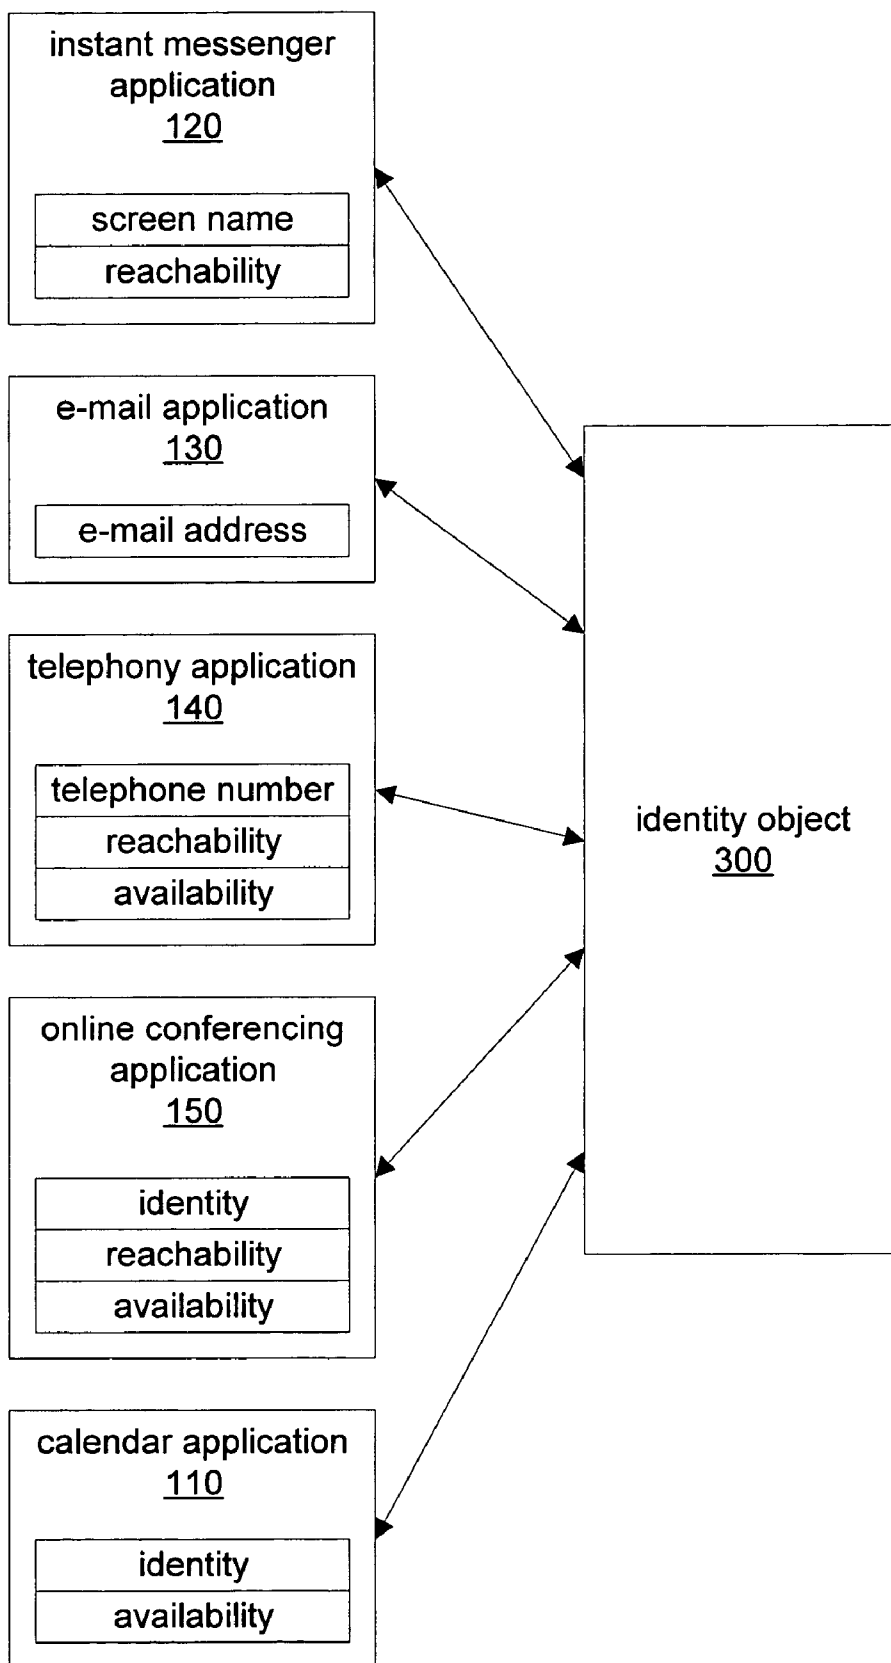 instant messenger
application
120
screen name
reachability
e-mail application
130
e-mail address
telephony application
140
telephone number
reachability
availability
online conferencing
application
150
identity
reachability
availability
calendar application
110
identity
availability
identity object
300